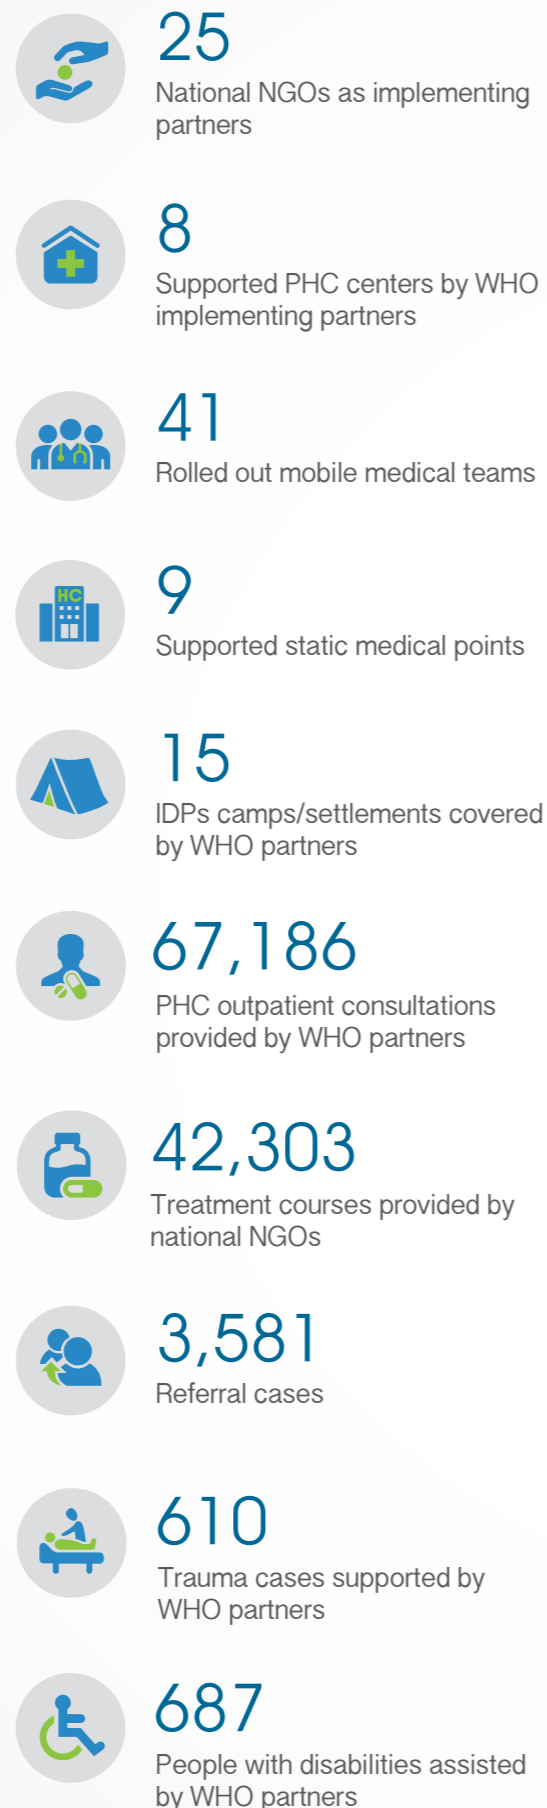 25
National NGOs as implementing
partners
8
Supported PHC centers by WHO
implementing partners
41
Rolled out mobile medical teams
HC
9
Supported static medical points
15
IDPs camps/settlements covered
by WHO partners
67,186
PHC outpatient consultations
provided by WHO partners
42,303
Treatment courses provided by
national NGOs
3,581
Referral cases
610
Trauma cases supported by
WHO partners
687
People with disabilities assisted
by WHO partners